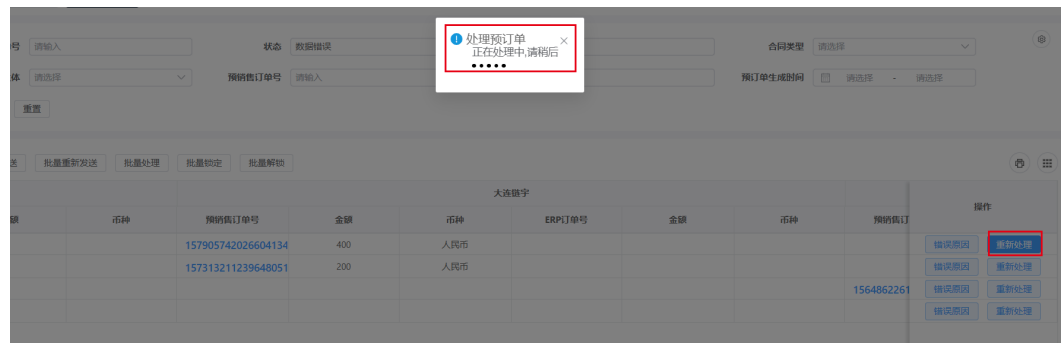 处理预订单
正在处理中,请稍后
号 请输入 状态 数据错误 合同类型 请选择
体 请选择 预销售订单号 请输入 预订单生成时间 请选择 - 请选择
重置
送 批量重新发送 批量处理 批量锁定 批量解锁
大连链宇 操作
额 币种 预销售订单号 金额 币种 ERP订单号 金额 币种 预销售订
157905742026604134 400 人民币 错误原因 重新处理
157313211239648051 200 人民币 错误原因 重新处理
1564862261 错误原因 重新处理
错误原因 重新处理